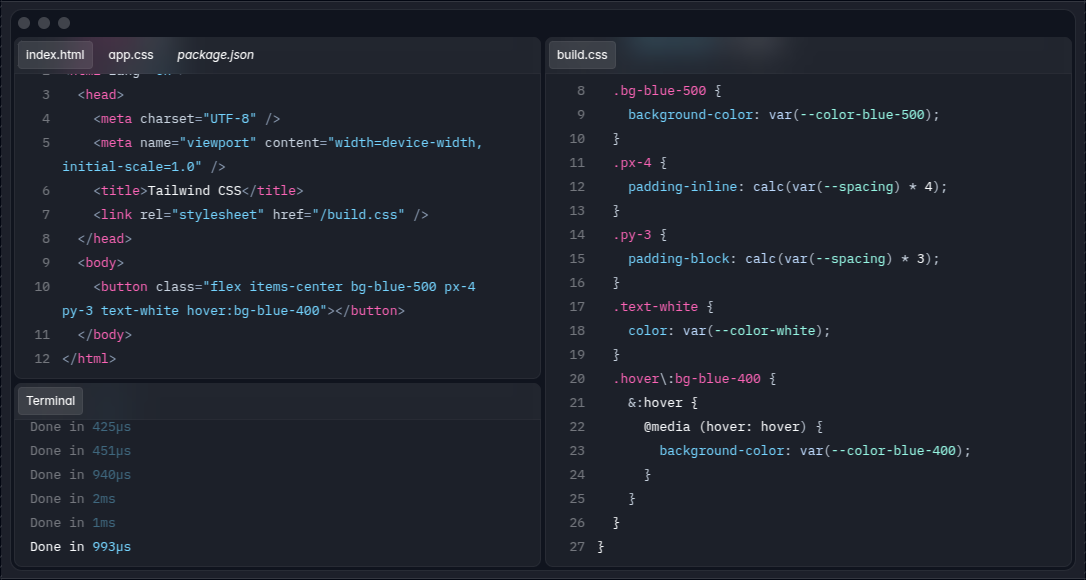 index.html app.css package.json
3 <head>
4 <meta charset="UTF-8" />
5 <meta name="viewport" content="width=device-width,
initial-scale=1.0" />
6 <title>Tailwind CSS</title>
7 <link rel="stylesheet" href="/build.css" />
8 </head>
9 <body>
10 <button class="flex items-center bg-blue-500 px-4
py-3 text-white hover:bg-blue-400"></button>
11 </body>
12 </html>
Terminal
Done in 425µs
Done in 451µs
Done in 940µs
Done in 2ms
Done in 1ms
Done in 993µs
build.css
8 .bg-blue-500 {
9 background-color: var(--color-blue-500);
10 }
11 .px-4 {
12 padding-inline: calc(var(--spacing) * 4);
13 }
14 .py-3 {
15 padding-block: calc(var(--spacing) * 3);
16 }
17 .text-white {
18 color: var(--color-white);
19 }
20 .hover\:bg-blue-400 {
21 &:hover {
22 @media (hover: hover) {
23 background-color: var(--color-blue-400);
24 }
25 }
26 }
27 }